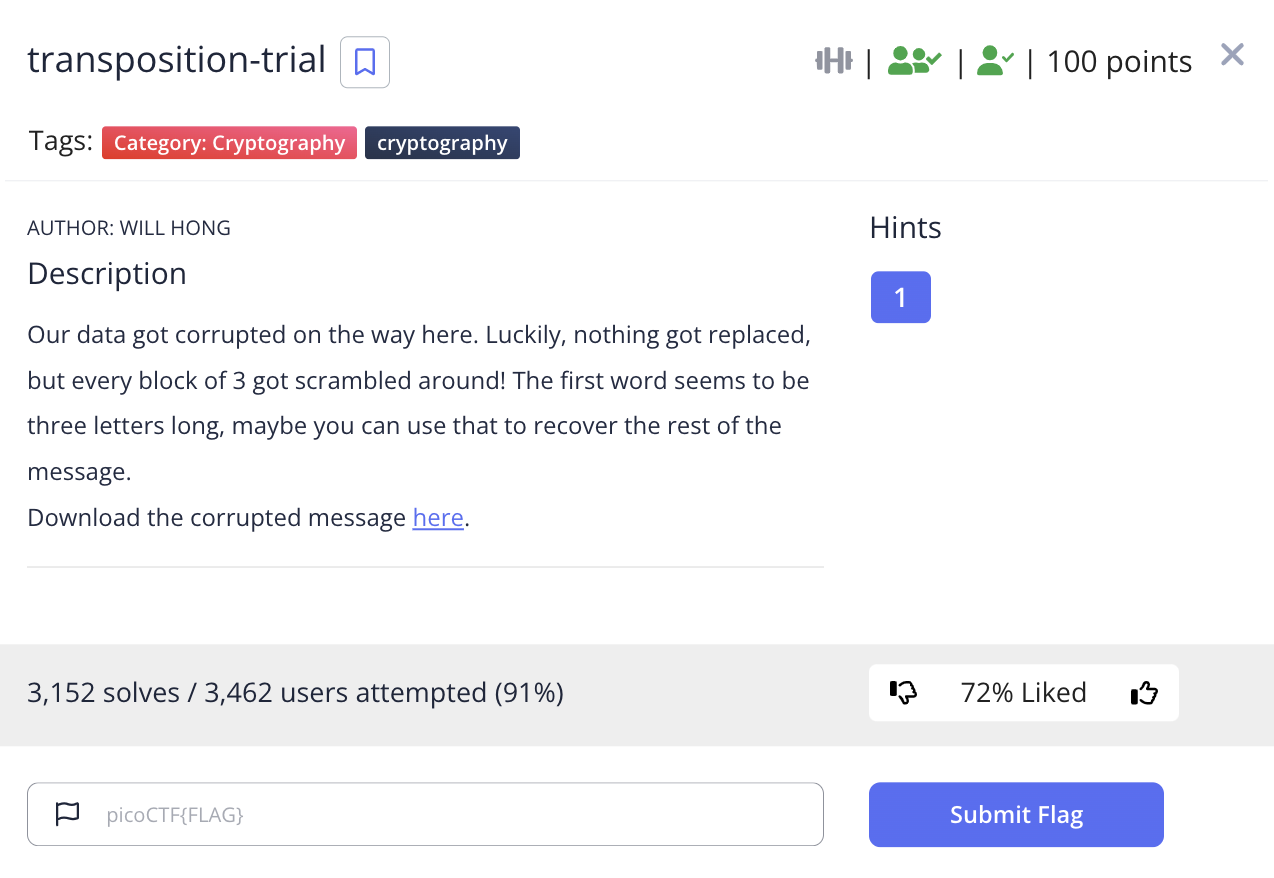 transposition-trial
| | | 100 points
Tags: Category: Cryptography cryptography
AUTHOR: WILL HONG
Description
Our data got corrupted on the way here. Luckily, nothing got replaced,
but every block of 3 got scrambled around! The first word seems to be
three letters long, maybe you can use that to recover the rest of the
message.
Download the corrupted message here.
Hints
1
3,152 solves / 3,462 users attempted (91%)
72% Liked
picoCTF{FLAG}
Submit Flag